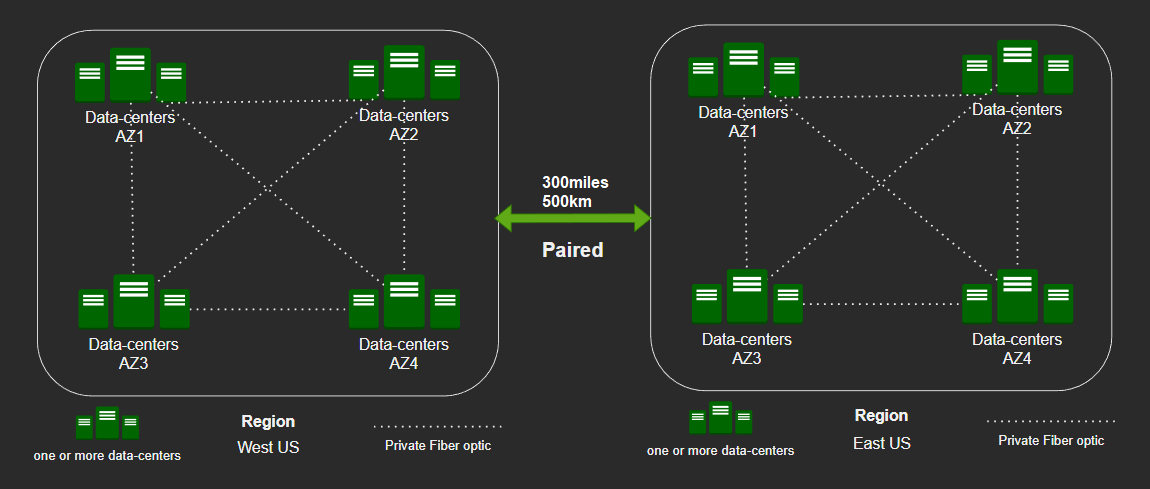 Data-centers
AZ1
Data-centers
AZ2
Data-centers
AZ3
Data-centers
AZ4
300miles
500km
Paired
Data-centers
AZ1
Data-centers
AZ2
Data-centers
AZ3
Data-centers
AZ4
one or more data-centers
Region
West US
Private Fiber optic
one or more data-centers
Region
East US
Private Fiber optic